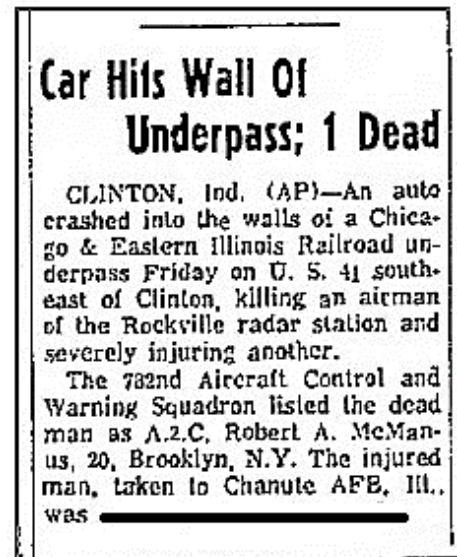 Car Hits Wall Of
Underpass; 1 Dead
CLINTON, Ind. (AP)—An auto
crashed into the walls of a Chica-
go & Eastern Illinois Railroad un-
derpass Friday on U. S. 41 south-
east of Clinton, killing an airman
of the Rockville radar station and
severely injuring another.
The 782nd Aircraft Control and
Warning Squadron listed the dead
man as A.2.C. Robert A. McMan-
us, 20, Brooklyn, N.Y. The injured
man, taken to Chanute AFB, Ill.,
was